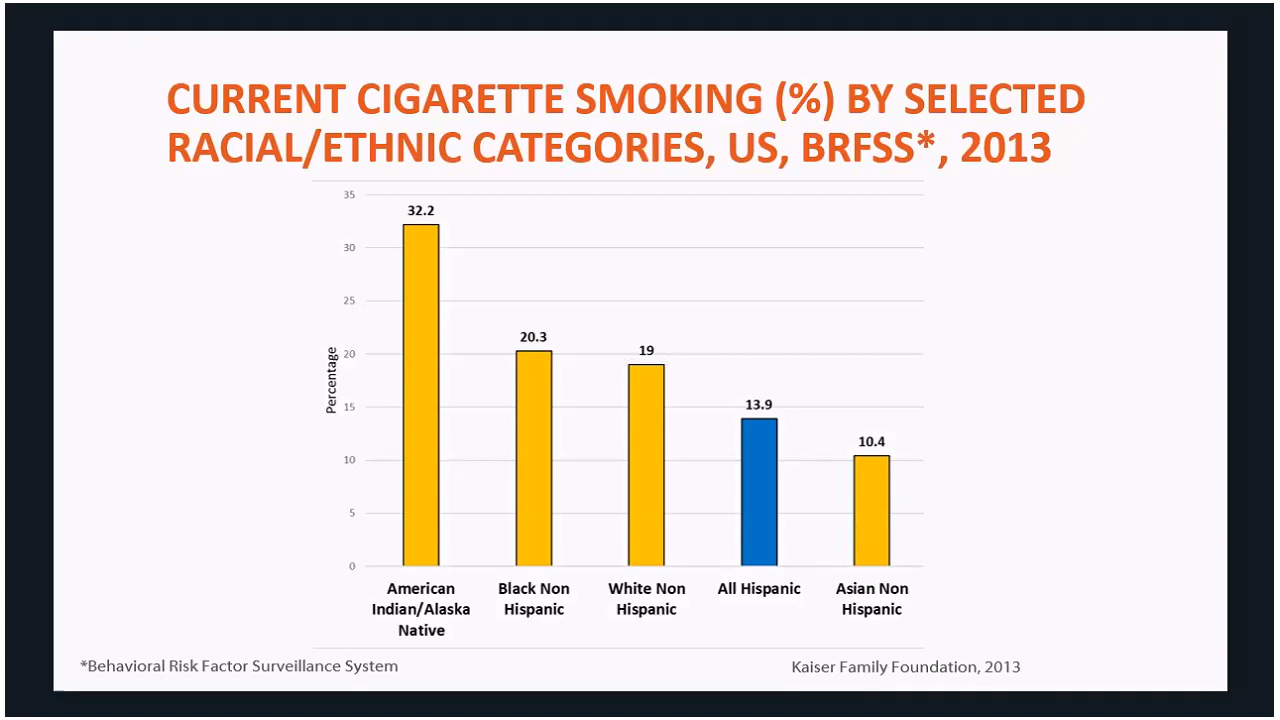 CURRENT CIGARETTE SMOKING (%) BY SELECTED
RACIAL/ETHNIC CATEGORIES, US, BRFSS*, 2013
35
30
25
20
15
10
5
0
Percentage
32.2
20.3
19
13.9
10.4
American
Indian/Alaska
Native
Black Non
Hispanic
White Non
Hispanic
All Hispanic
Asian Non
Hispanic
*Behavioral Risk Factor Surveillance System
Kaiser Family Foundation, 2013